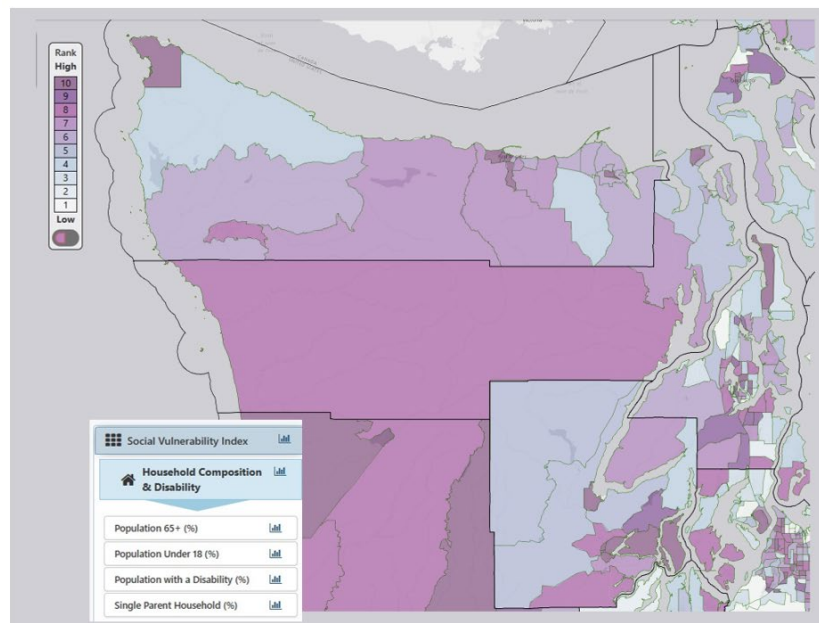 Rank
High
10
9
8
7
6
5
4
3
2
1
Low
CANADA
Social Vulnerability Index
Household Composition
& Disability
Population 65+ (%)
Population Under 18 (%)
Population with a Disability (%)
Single Parent Household (%)